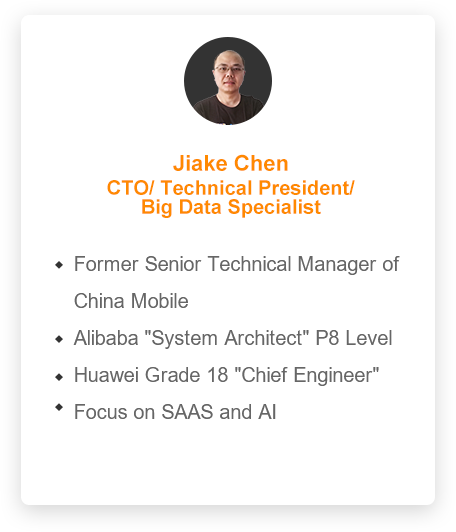 Jiake Chen
CTO/ Technical President/
Big Data Specialist
Former Senior Technical Manager of
China Mobile
Alibaba "System Architect" P8 Level
Huawei Grade 18 "Chief Engineer"
Focus on SAAS and AI